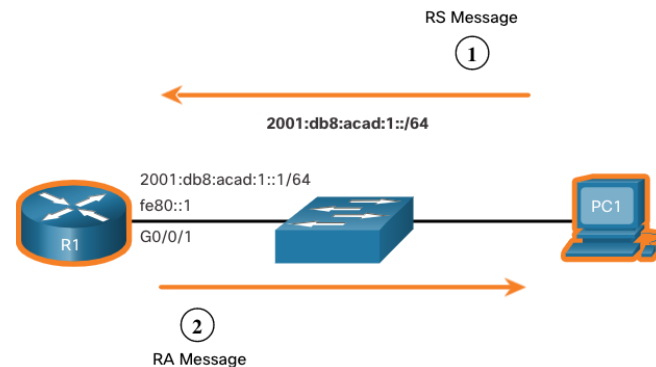 RS Message
1
2001:db8:acad:1::/64
2001:db8:acad:1::1/64
fe80::1
G0/0/1
R1
PC1
2
RA Message